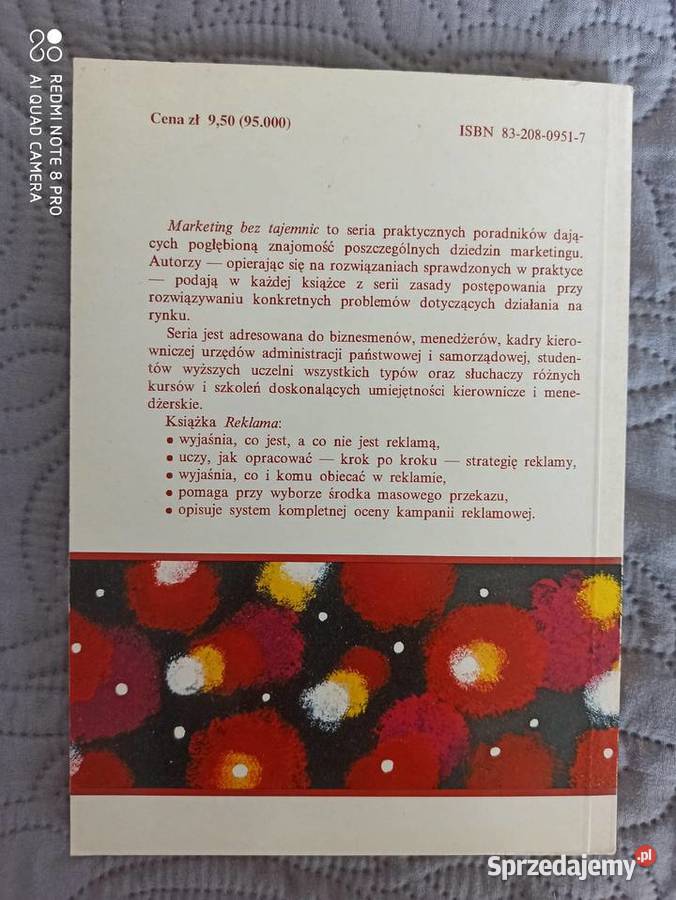 REDMI NOTE 8 PRO
AI QUAD CAMERA
Cena zł 9,50 (95.000)
ISBN 83-208-0951-7
Marketing bez tajemnic to seria praktycznych poradników dają-
cych pogłębioną znajomość poszczególnych dziedzin marketingu.
Autorzy — opierając się na rozwiązaniach sprawdzonych w praktyce
— podają w każdej książce z serii zasady postępowania przy
rozwiązywaniu konkretnych problemów dotyczących działania na
rynku.
Seria jest adresowana do biznesmenów, menedżerów, kadry kiero-
wniczej urzędów administracji państwowej i samorządowej, studen-
tów wyższych uczelni wszystkich typów oraz słuchaczy różnych
kursów i szkoleń doskonalących umiejętności kierownicze i mene-
dżerskie.
Książka Reklama:
• wyjaśnia, co jest, a co nie jest reklamą,
• uczy, jak opracować — krok po kroku — strategię reklamy,
• wyjaśnia, co i komu obiecać w reklamie,
• pomaga przy wyborze środka masowego przekazu,
• opisuje system kompletnej oceny kampanii reklamowej.
Sprzedajemy.pl